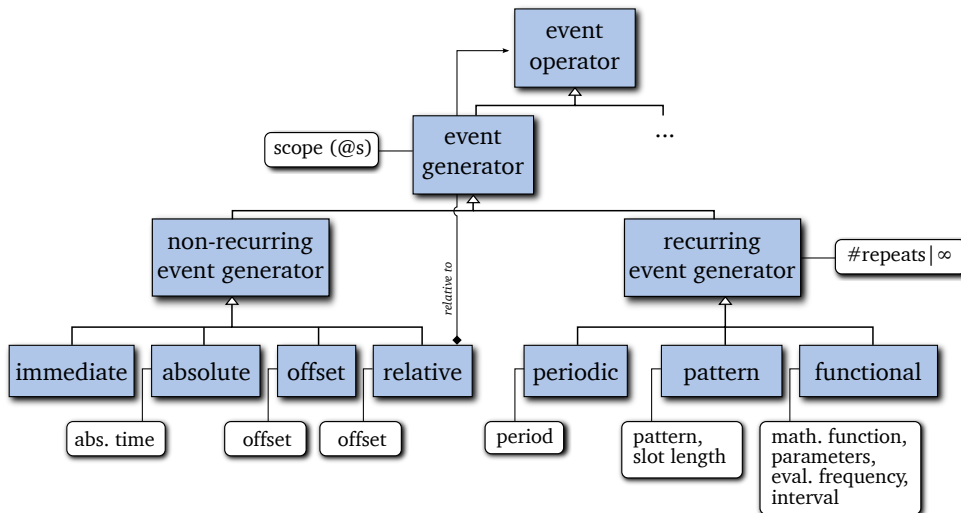 event
operator
...
event
generator
scope (@s)
non-recurring
event generator
recurring
event generator
#repeats|∞
relative to
immediate
absolute
offset
relative
periodic
pattern
functional
abs. time
offset
offset
period
pattern,
slot length
math. function,
parameters,
eval. frequency,
interval